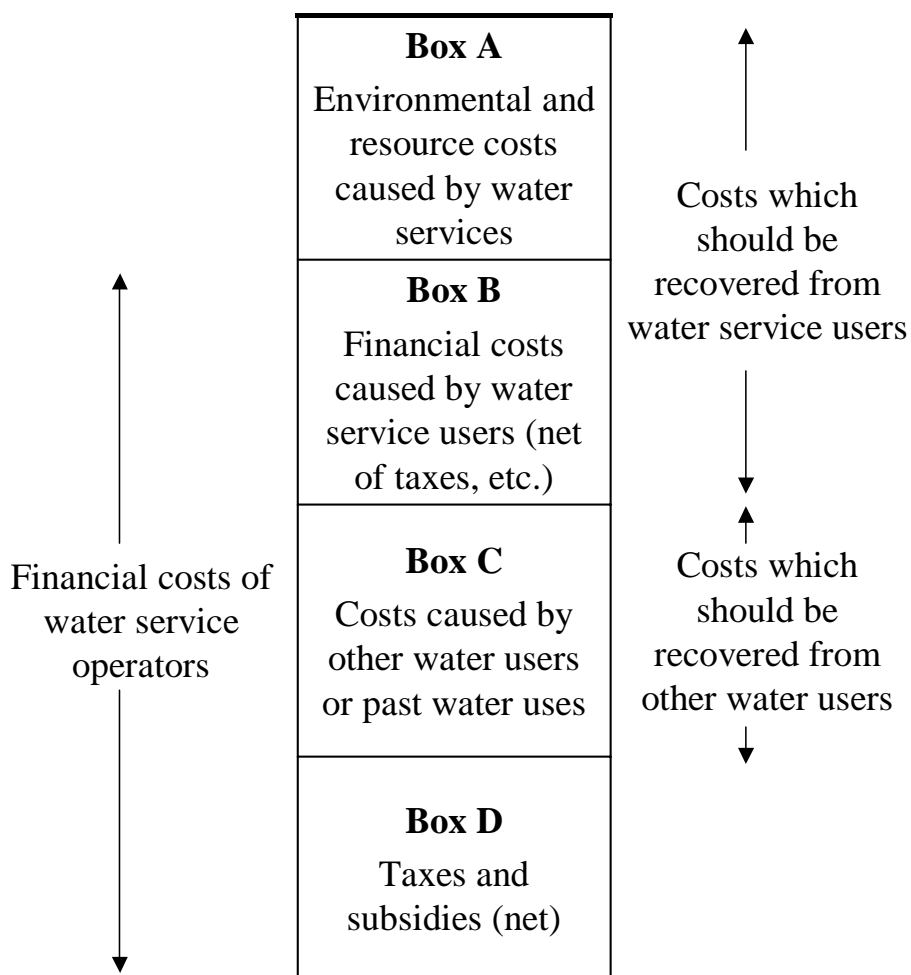 Box A
Environmental and
resource costs
caused by water
services
Box B
Financial costs
caused by water
service users (net
of taxes, etc.)
Box C
Costs caused by
other water users
or past water uses
Box D
Taxes and
subsidies (net)
Financial costs of
water service
operators
Costs which
should be
recovered from
water service users
Costs which
should be
recovered from
other water users